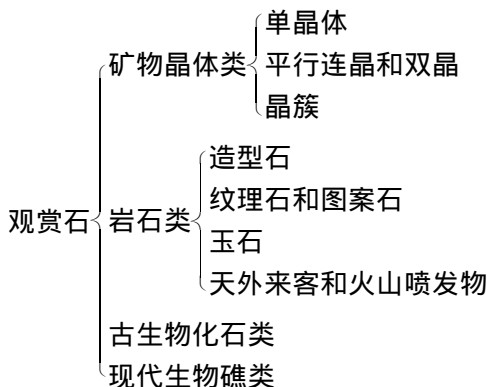 单晶体
矿物晶体类
平行连晶和双晶
晶簇
造型石
纹理石和图案石
观赏石
岩石类
玉石
天外来客和火山喷发物
古生物化石类
现代生物礁类